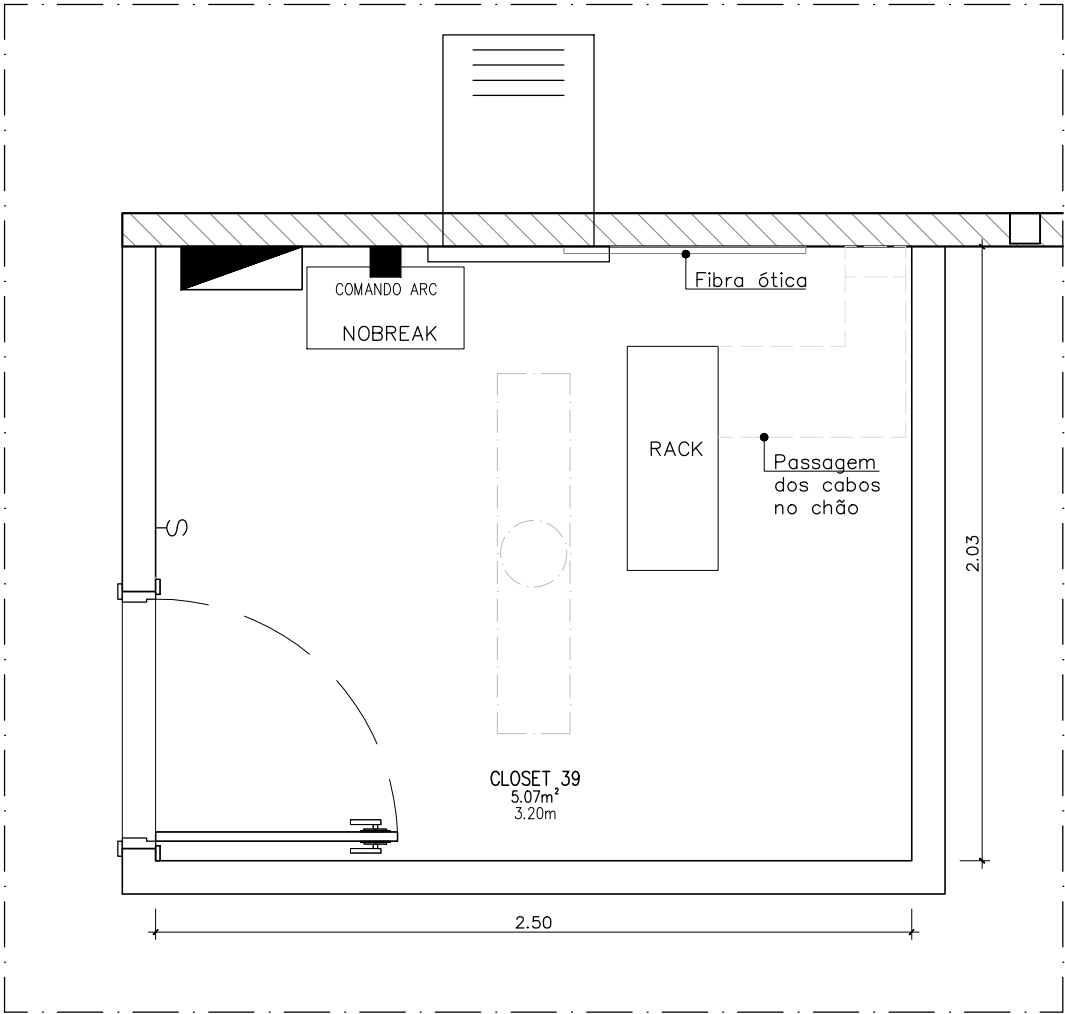 Fibra ótica
COMANDO ARC
NOBREAK
RACK
Passagem
dos cabos
no chão
S
2.03
CLOSET 39
5.07m²
3.20m
2.50